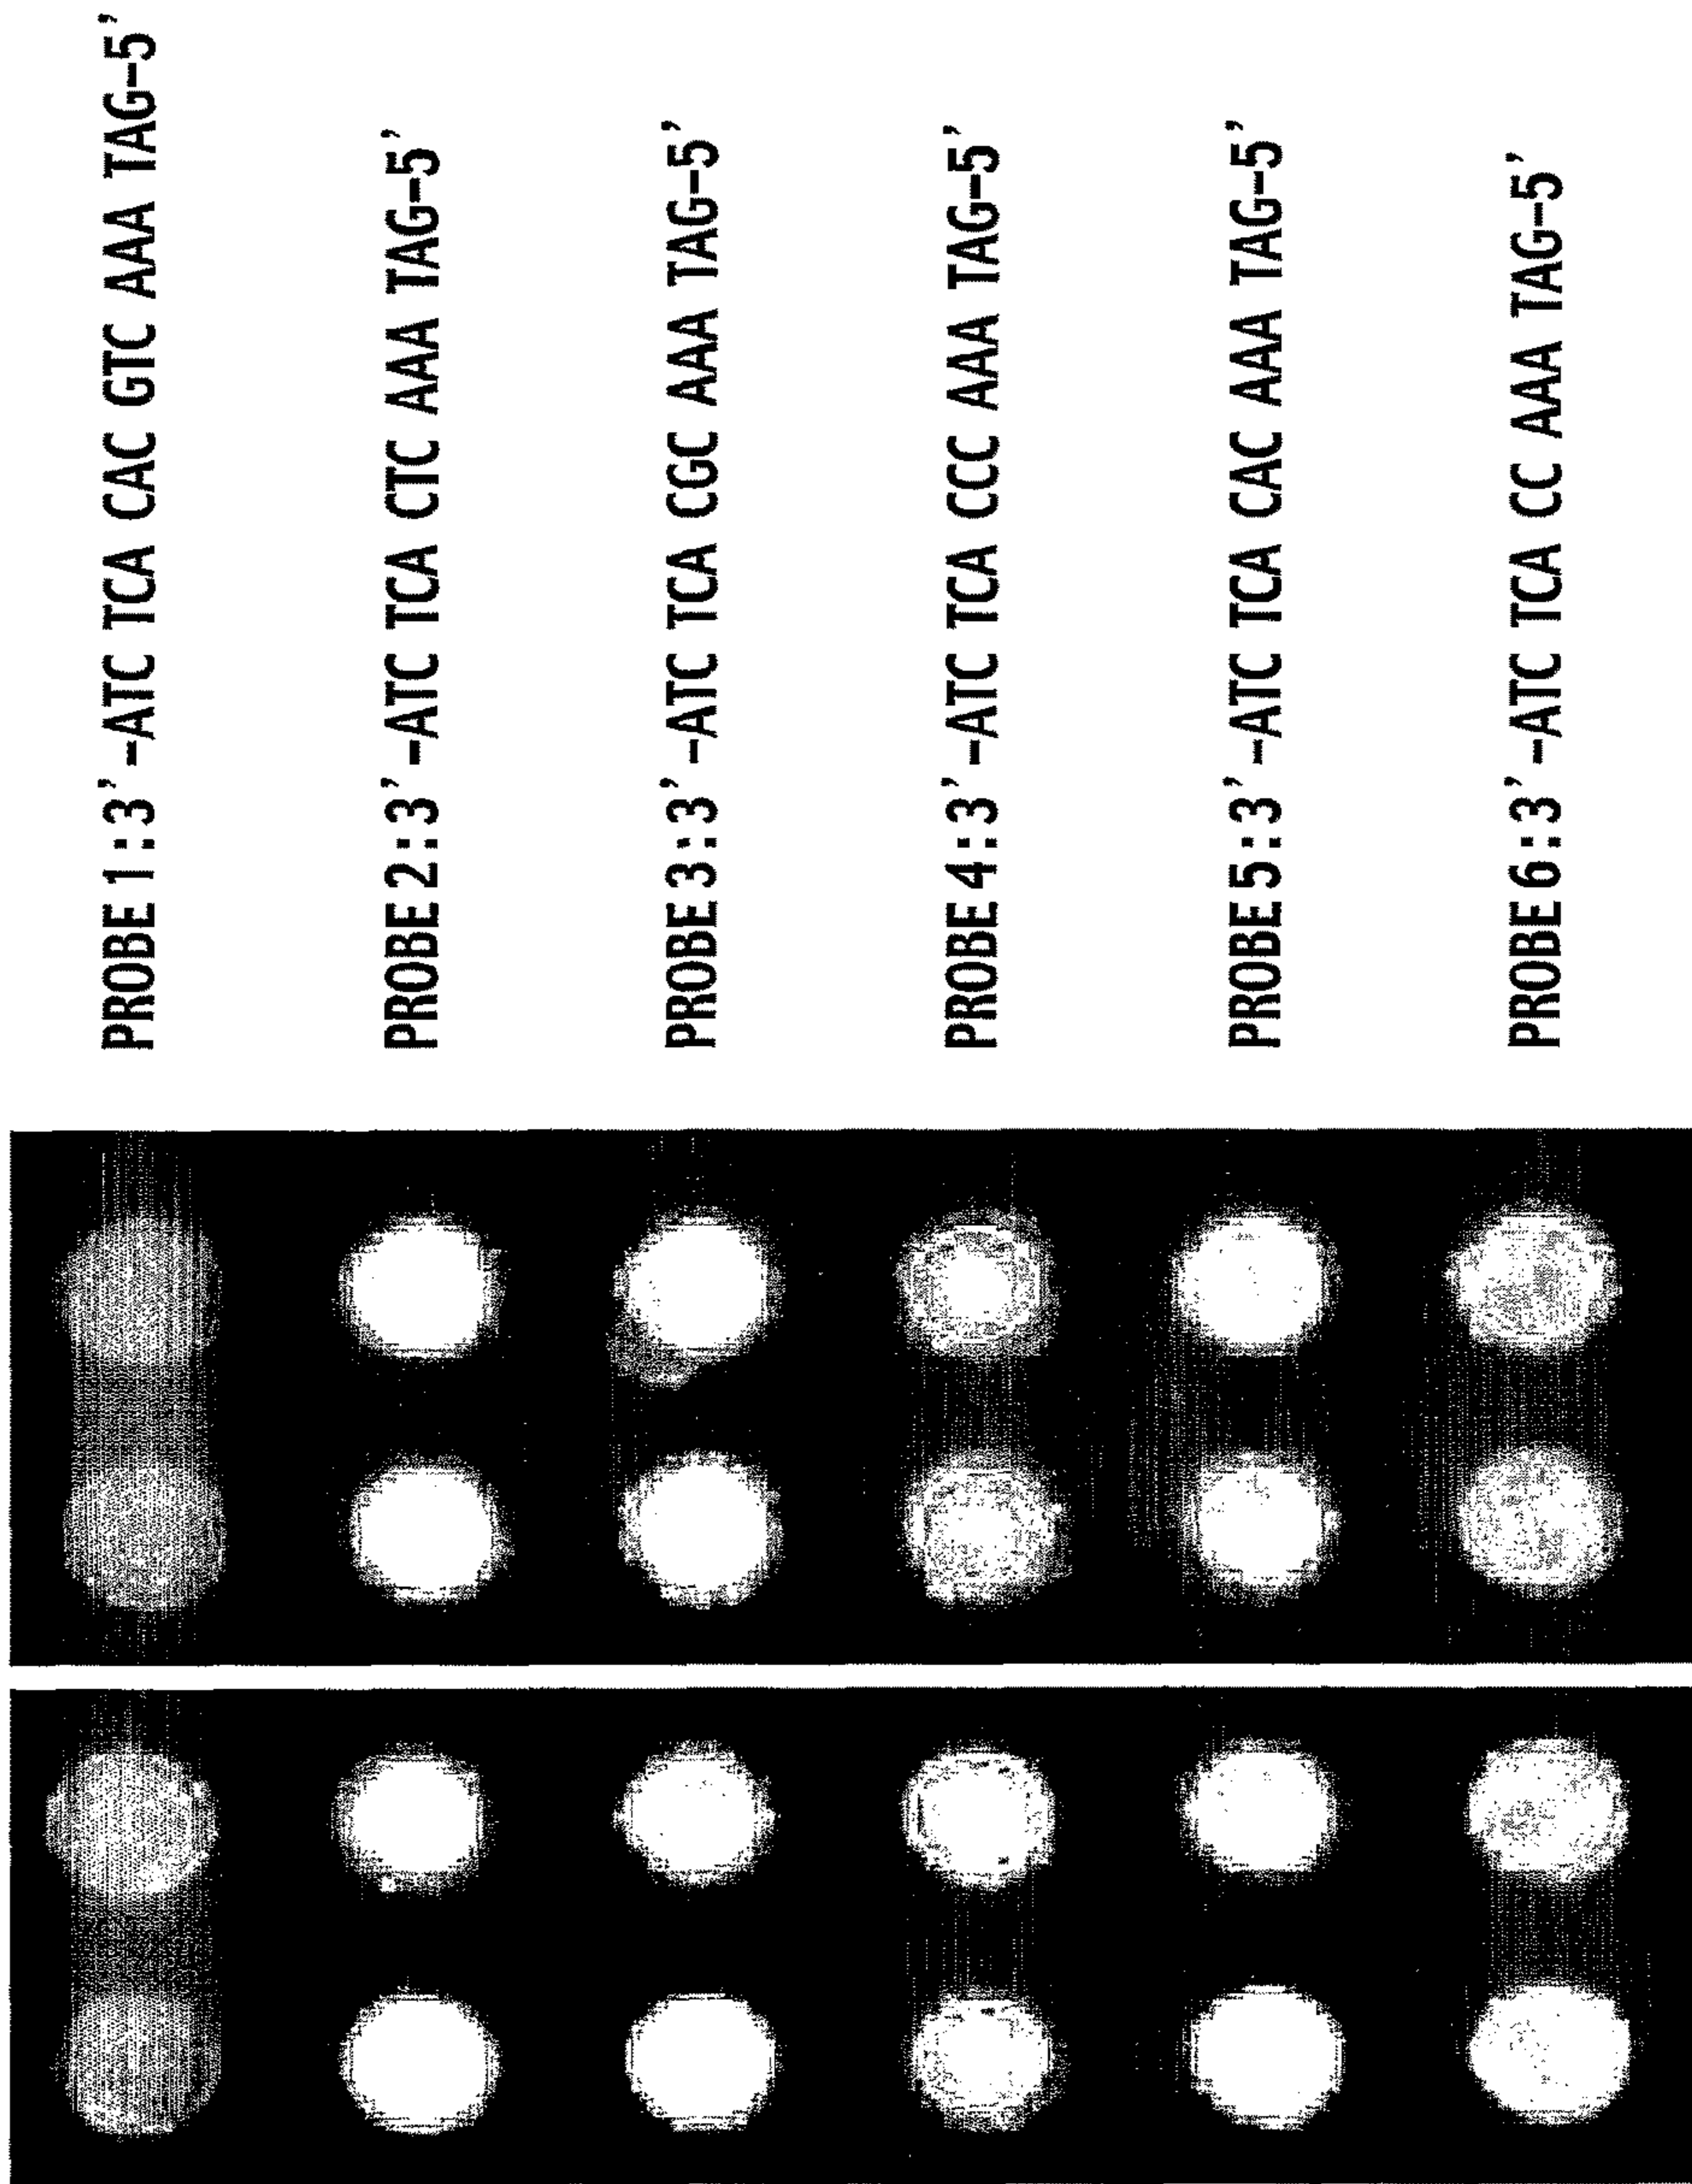 PROBE 1:3'-ATC TCA CAC GTC AAA TAG-5'
PROBE 2:3'-ATC TCA CTC AAA TAG-5'
PROBE 3:3'-ATC TCA CGC AAA TAG-5'
PROBE 4:3'-ATC TCA CCC AAA TAG-5'
PROBE 5:3'-ATC TCA CAC AAA TAG-5'
PROBE 6:3'-ATC TCA CC AAA TAG-5'